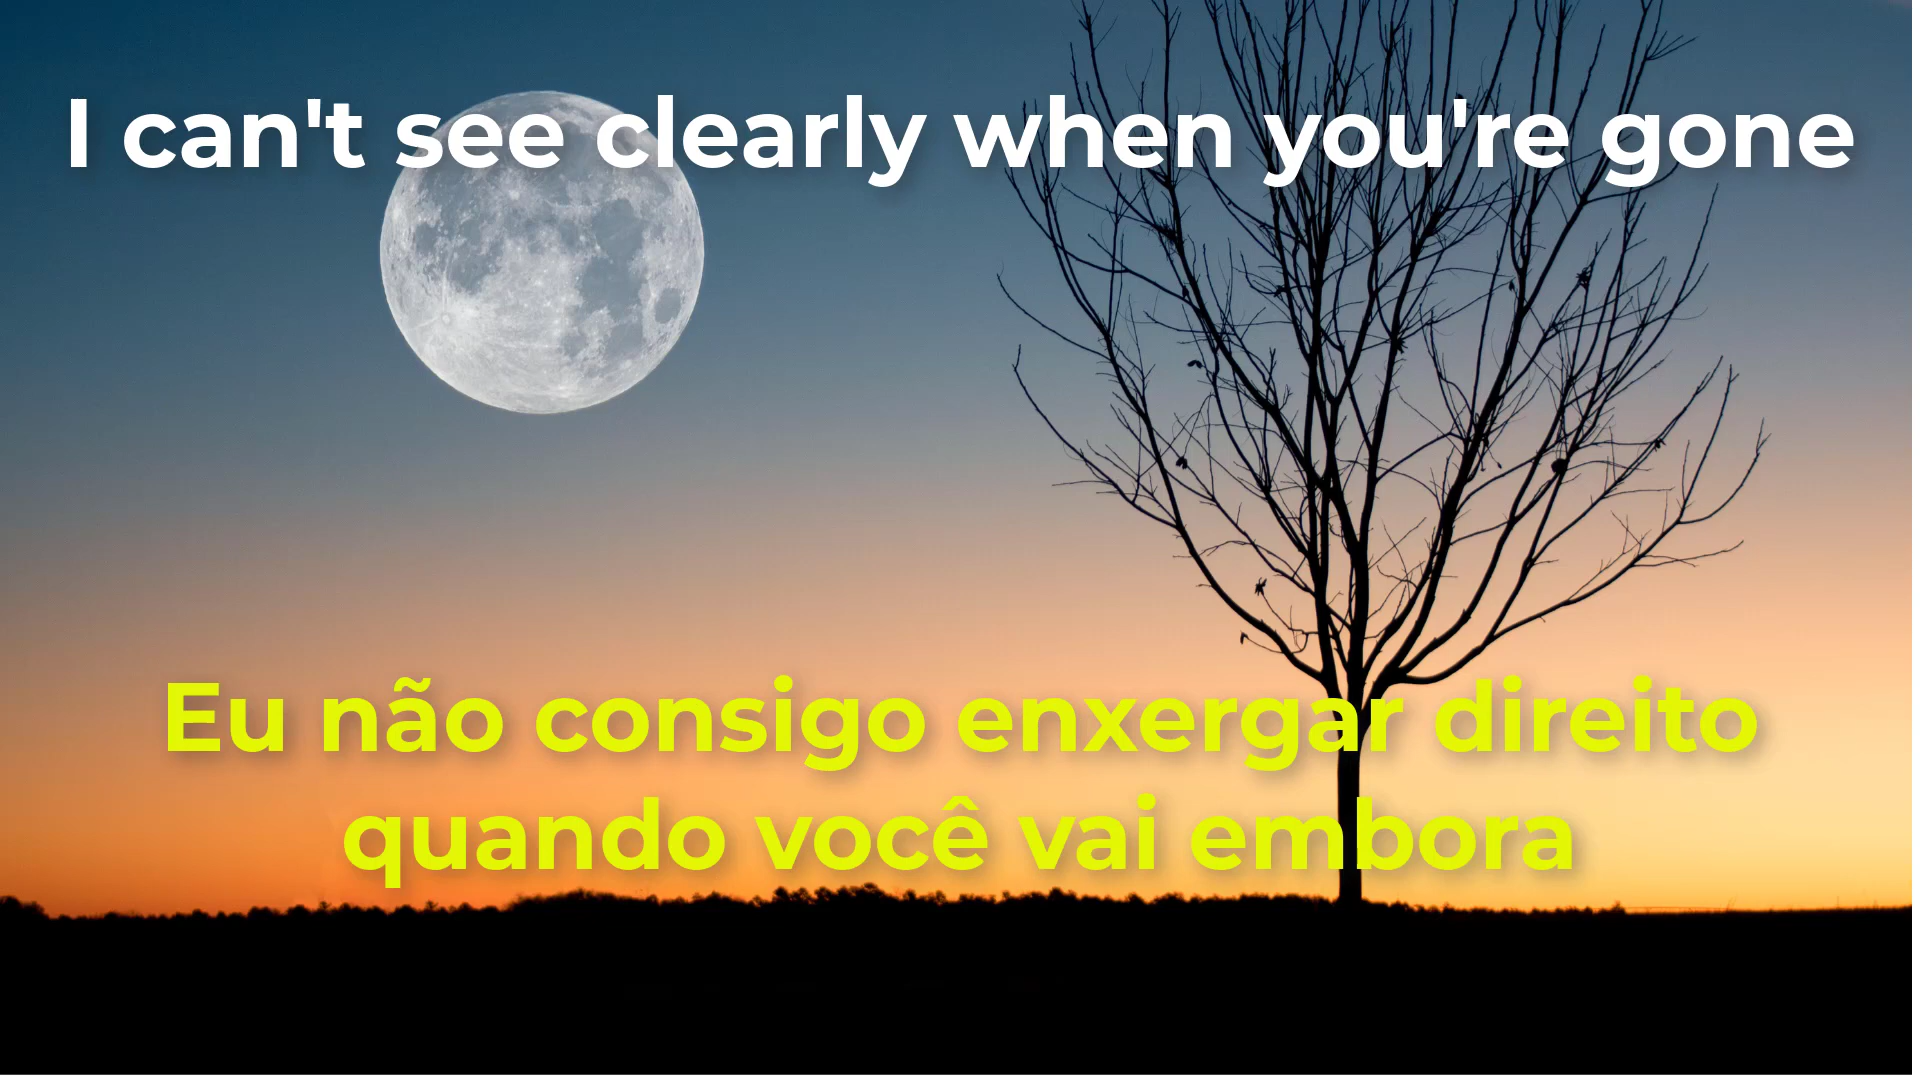 I can't see clearly when you're gone
Eu não consigo enxergar direito
quando você vai embora